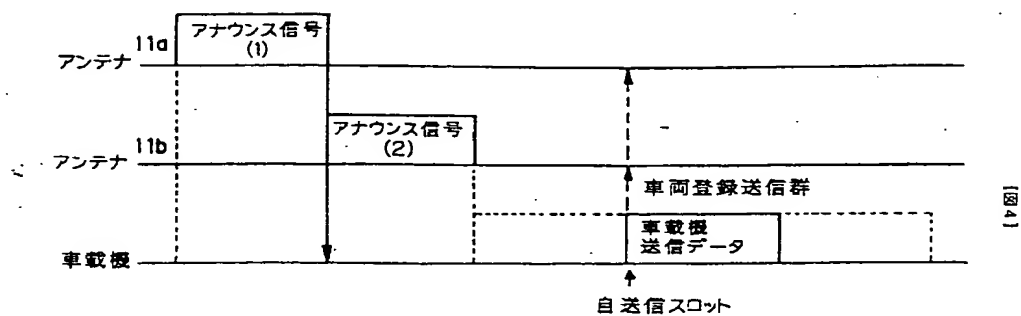 アンテナ 11a
アナウンス信号
(1)
アンテナ 11b
アナウンス信号
(2)
車両登録送信群
車載機
車載機
送信データ
自送信スロット
【図4】